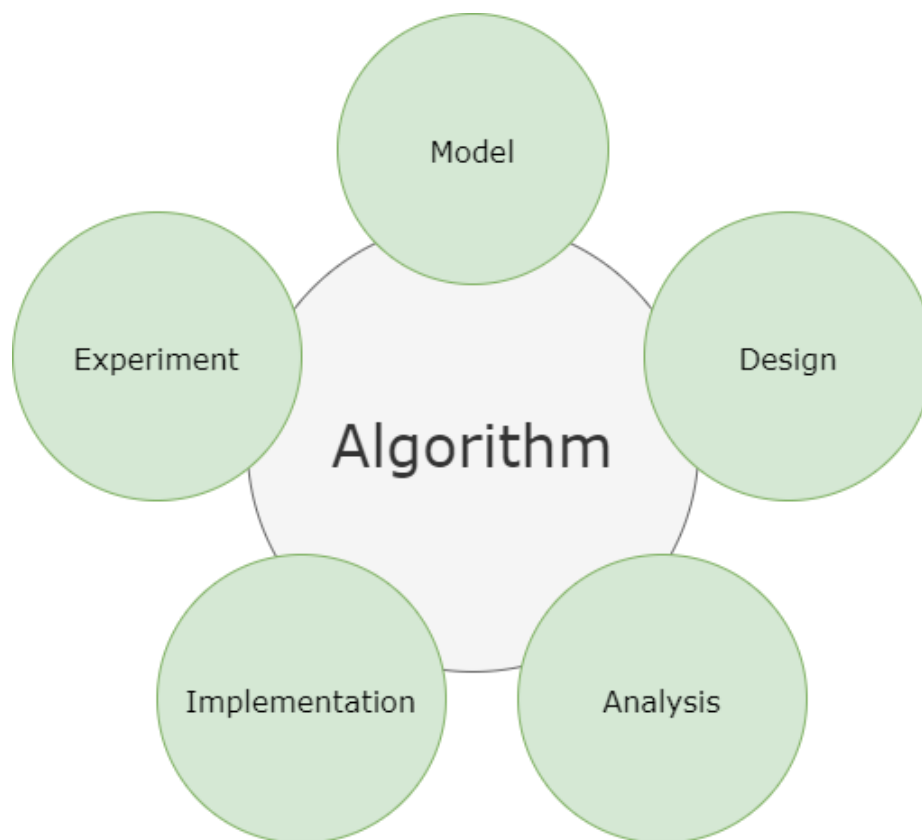 Model
Experiment
Design
Algorithm
Implementation
Analysis